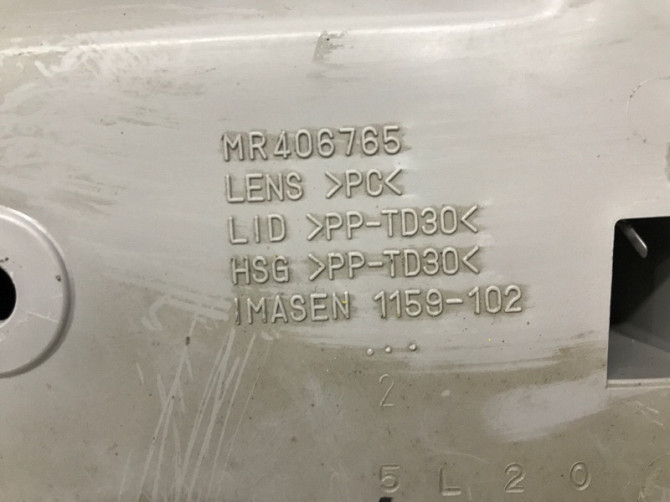 MR406765
LENS >PC<
LID >PP-TD30<
HSG >PP-TD30<
IMASEN 1159-102
2
5 L 2 0